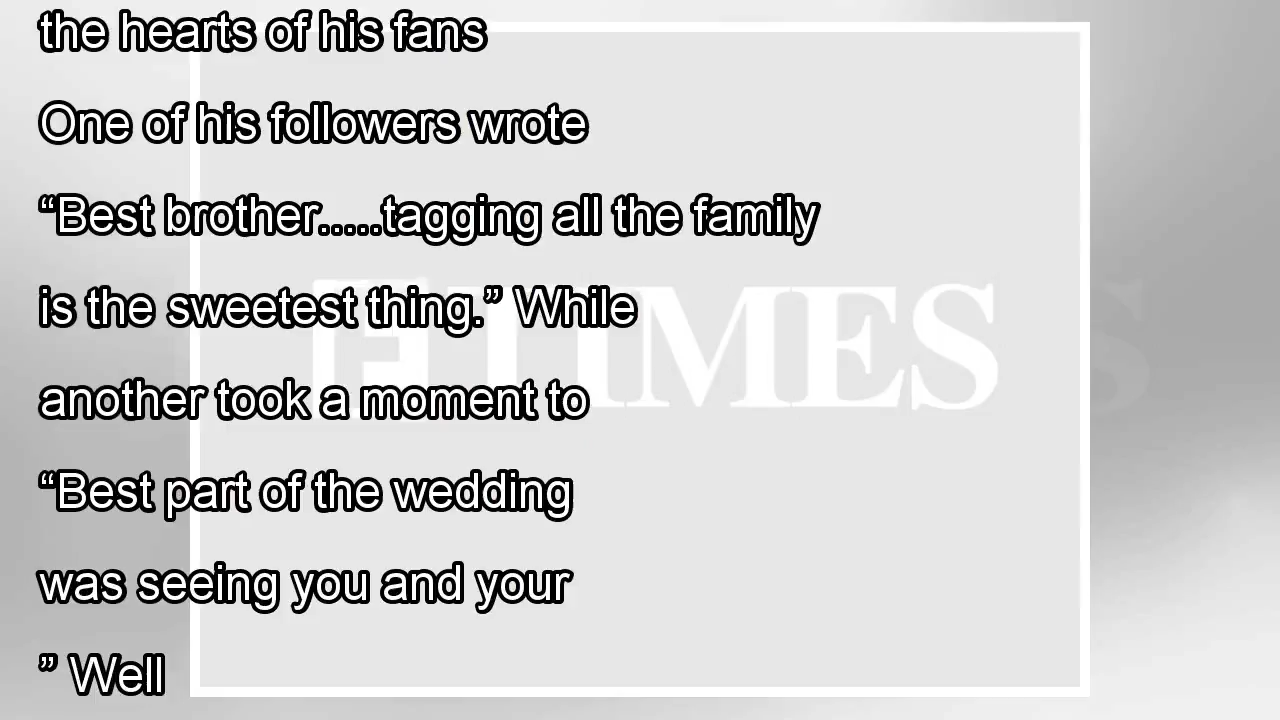 the hearts of his fans
One of his followers wrote
“Best brother.....tagging all the family
is the sweetest thing.” While
another took a moment to
“Best part of the wedding
was seeing you and your
” Well
TIMES